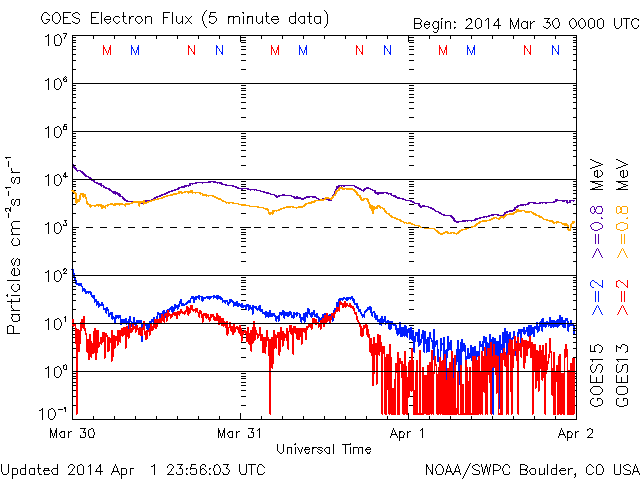 GOES Electron Flux (5 minute data)
Begin: 2014 Mar 30 0000 UTC
M M N N M M N N M M N N
10⁷
10⁶
10⁵
10⁴
10³
10²
10¹
10⁰
10⁻¹
Particles cm⁻²s⁻¹sr⁻¹
GOES15 >=2 >=0.8 MeV
GOES13 >=2 >=0.8 MeV
Mar 30 Mar 31 Apr 1 Apr 2
Universal Time
Updated 2014 Apr 1 23:56:03 UTC
NOAA/SWPC Boulder, CO USA